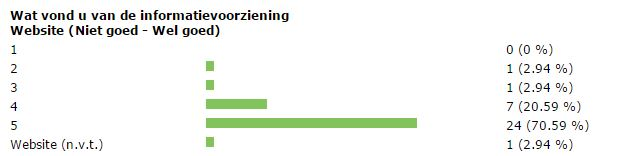 Wat vond u van de informatievoorziening
Website (Niet goed - Wel goed)
1 0 (0 %)
2 1 (2.94 %)
3 1 (2.94 %)
4 7 (20.59 %)
5 24 (70.59 %)
Website (n.v.t.) 1 (2.94 %)